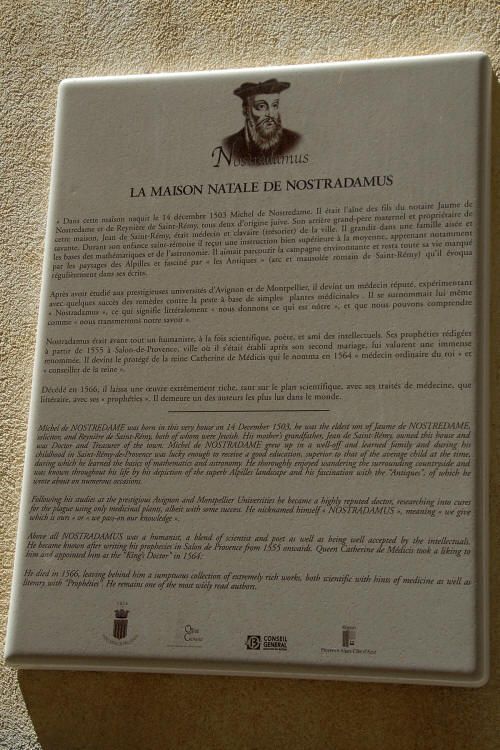 Nostradamus
LA MAISON NATALE DE NOSTRADAMUS
« Dans cette maison naquit le 14 décembre 1503 Michel de Nostredame. Il était l'aîné des fils du notaire Jaume de
Nostredame et de Reynière de Saint-Rémy, tous deux d'origine juive. Son arrière grand-père maternel et propriétaire de
cette maison, Jean de Saint-Rémy, était médecin et clavaire (trésorier) de la ville. Il grandit dans une famille aisée et
savante. Durant son enfance saint-rémoise il reçut une instruction bien supérieure à la moyenne, apprenant notamment
les bases des mathématiques et de l'astronomie. Il aimait parcourir la campagne environnante et resta toute sa vie marqué
par les paysages des Alpilles et fasciné par « les Antiques » (arc et mausolée romain de Saint-Rémy) qu'il évoqua
régulièrement dans ses écrits.
Après avoir étudié aux prestigieuses universités d'Avignon et de Montpellier, il devint un médecin réputé, expérimentant
avec quelques succès des remèdes contre la peste à base de simples plantes médicinales . Il se surnommait lui même
« Nostradamus », ce qui signifie littéralement « nous donnons ce qui est nôtre », et que nous pouvons comprendre
comme « nous transmettons notre savoir ».
Nostradamus était avant tout un humaniste, à la fois scientifique, poète, et ami des intellectuels. Ses prophéties rédigées
à partir de 1555 à Salon-de-Provence, ville où il s'était établi après son second mariage, lui valurent une immense
renommée. Il devint le protégé de la reine Catherine de Médicis qui le nomma en 1564 « médecin ordinaire du roi » et
« conseiller de la reine ».
Décédé en 1566, il laissa une œuvre extrêmement riche, tant sur le plan scientifique, avec ses traités de médecine, que
littéraire, avec ses « prophéties ». Il demeure un des auteurs les plus lus dans le monde.
Michel de NOSTREDAME was born in this very house on 14 December 1503, he was the eldest son of Jaume de NOSTREDAME,
solicitor, and Reynière de Saint-Rémy, both of whom were Jewish. His mother's grandfather, Jean de Saint-Rémy, owned this house and
was Doctor and Treasurer of the town. Michel de NOSTRADAME grew up in a well-off and learned family and during his
childhood in Saint-Rémy-de-Provence was lucky enough to receive a good education, superior to that of the average child at the time,
during which he learned the basics of mathematics and astronomy. He thoroughly enjoyed wandering the surrounding countryside and
was known throughout his life by his depiction of the superb Alpilles landscape and his fascination with the "Antiques", of which he
wrote about on numerous occasions.
Following his studies at the prestigious Avignon and Montpellier Universities he became a highly reputed doctor, researching into cures
for the plague using only medicinal plants, albeit with some success. He nicknamed himself « NOSTRADAMUS », meaning « we give
which is ours » or « we pass-on our knowledge ».
Above all NOSTRADAMUS was a humanist, a blend of scientist and poet as well as being well accepted by the intellectuals.
He became known after writing his prophecies in Salon de Provence from 1555 onwards. Queen Catherine de Médicis took a liking to
him and appointed him as the "King's Doctor" in 1564.
He died in 1566, leaving behind him a sumptuous collection of extremely rich works, both scientific with hints of medicine as well as
literary with "Prophéties". He remains one of the most widely read authors.
CONSEIL
GENERAL
Région
Provence-Alpes-Côte d'Azur